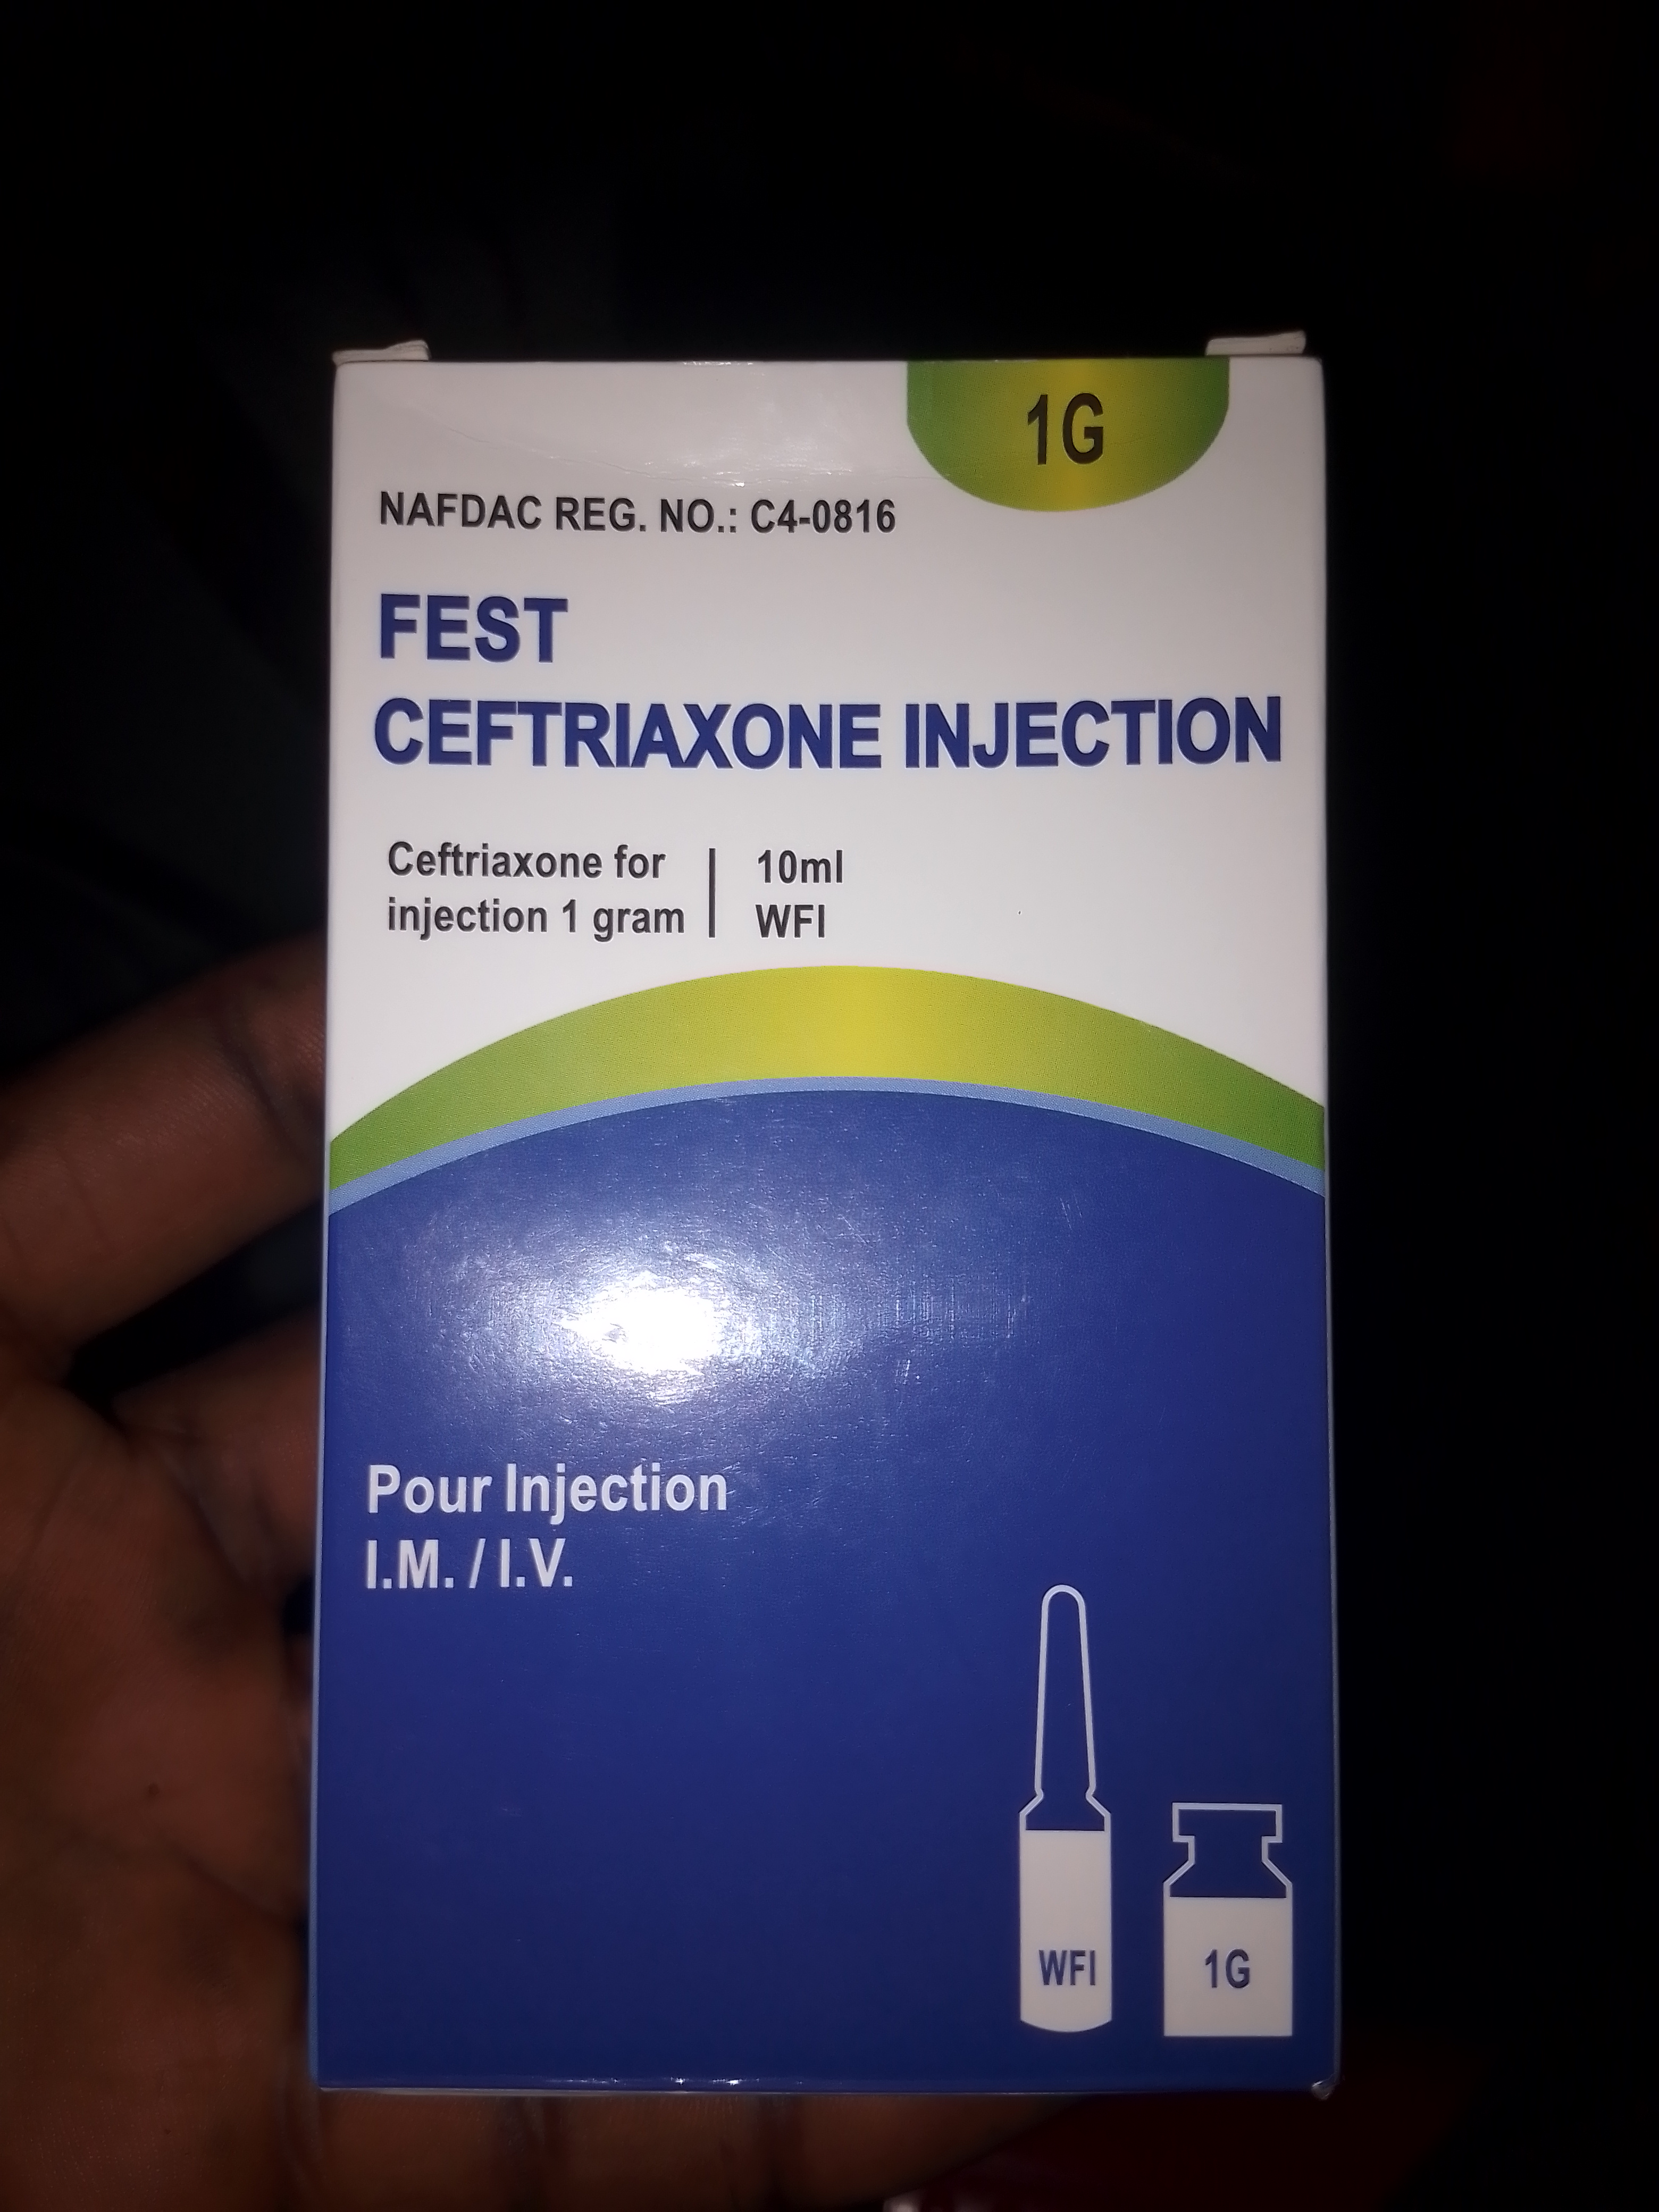 1G
NAFDAC REG. NO.: C4-0816
FEST
CEFTRIAXONE INJECTION
Ceftriaxone for
injection 1 gram
10ml
WFI
Pour Injection
I.M. / I.V.
WFI
1G